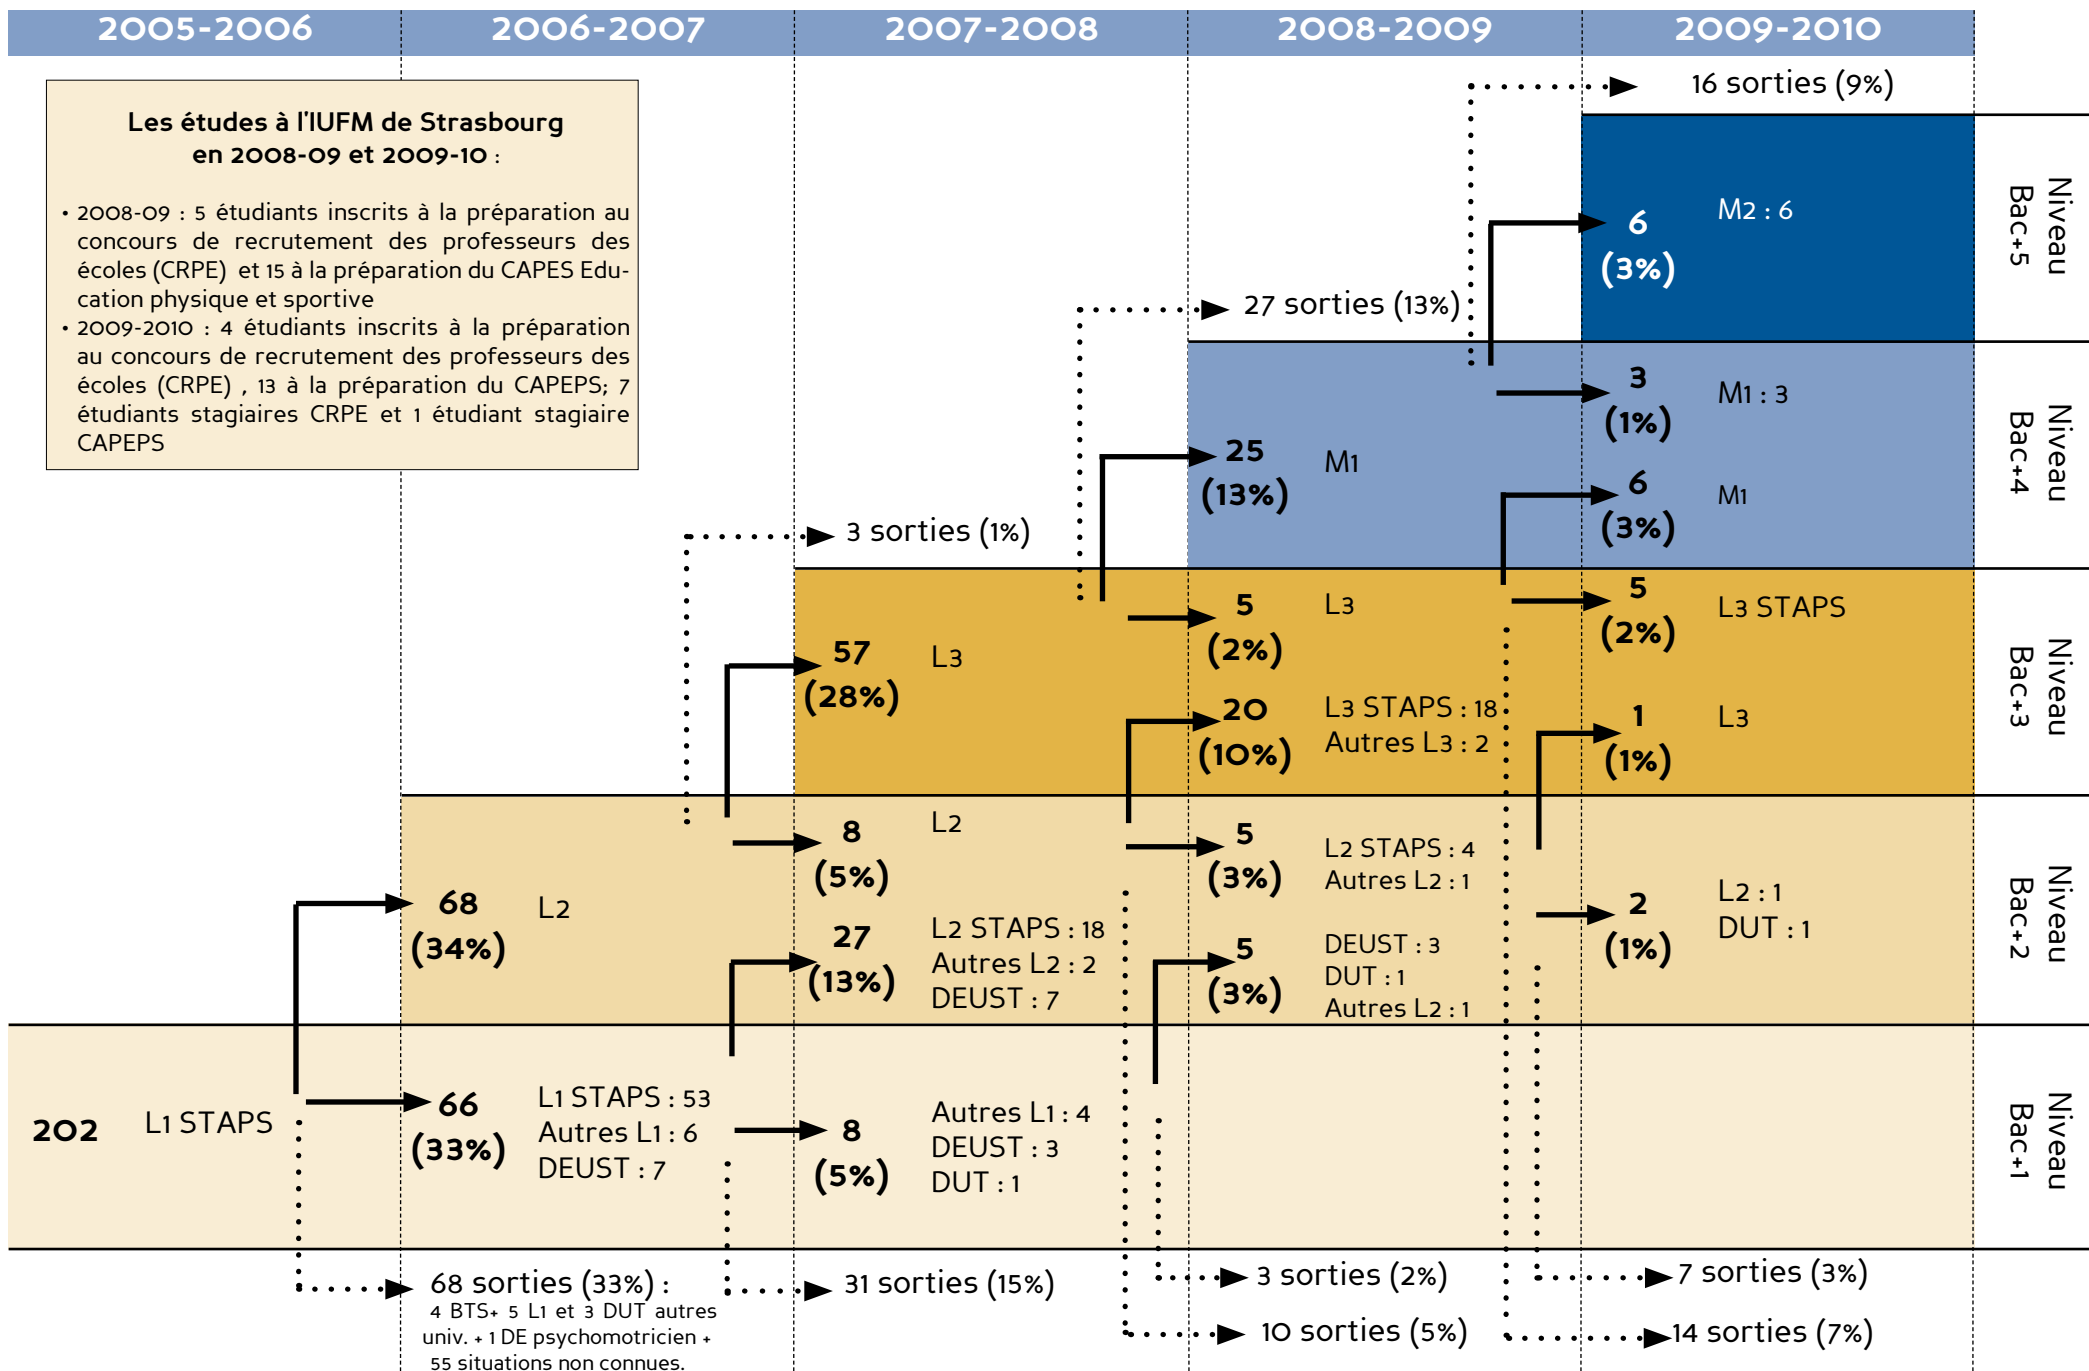 2005-2006
2006-2007
2007-2008
2008-2009
2009-2010
Les études à l'IUFM de Strasbourg
en 2008-09 et 2009-10 :
• 2008-09 : 5 étudiants inscrits à la préparation au
concours de recrutement des professeurs des
écoles (CRPE) et 15 à la préparation du CAPES Edu-
cation physique et sportive
• 2009-2010 : 4 étudiants inscrits à la préparation
au concours de recrutement des professeurs des
écoles (CRPE) , 13 à la préparation du CAPEPS; 7
étudiants stagiaires CRPE et 1 étudiant stagiaire
CAPEPS
16 sorties (9%)
6
(3%)
M2 : 6
Niveau
Bac+5
27 sorties (13%)
25
(13%)
M1
3
(1%)
M1 : 3
6
(3%)
M1
Niveau
Bac+4
3 sorties (1%)
57
(28%)
L3
5
(2%)
L3
20
(10%)
L3 STAPS : 18
Autres L3 : 2
5
(2%)
L3 STAPS
1
(1%)
L3
Niveau
Bac+3
68
(34%)
L2
8
(5%)
L2
27
(13%)
L2 STAPS : 18
Autres L2 : 2
DEUST : 7
5
(3%)
L2 STAPS : 4
Autres L2 : 1
5
(3%)
DEUST : 3
DUT : 1
Autres L2 : 1
2
(1%)
L2 : 1
DUT : 1
Niveau
Bac+2
202
L1 STAPS
66
(33%)
L1 STAPS : 53
Autres L1 : 6
DEUST : 7
8
(5%)
Autres L1 : 4
DEUST : 3
DUT : 1
Niveau
Bac+1
68 sorties (33%) :
4 BTS+ 5 L1 et 3 DUT autres
univ. + 1 DE psychomotricien +
55 situations non connues.
31 sorties (15%)
3 sorties (2%)
10 sorties (5%)
7 sorties (3%)
14 sorties (7%)